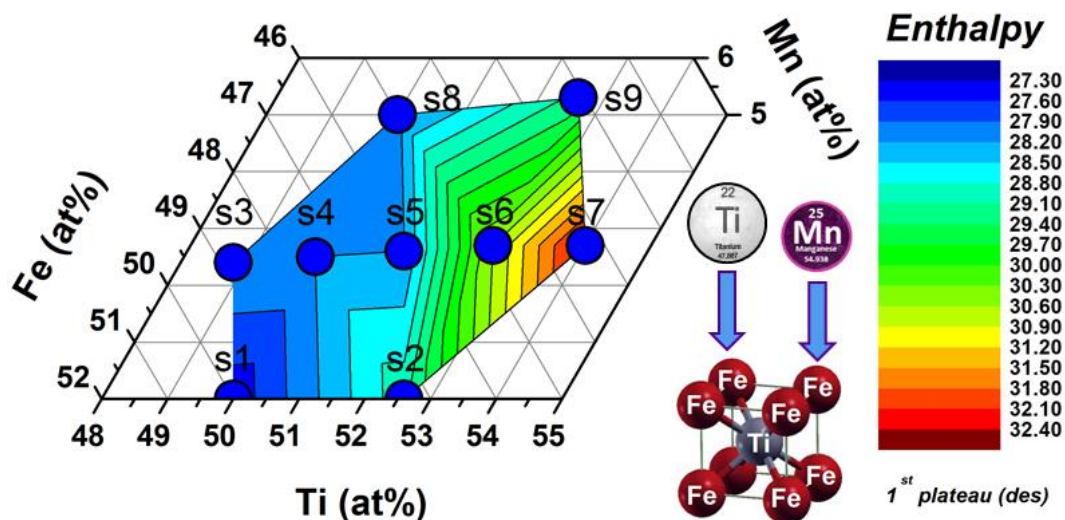 Enthalpy
46
47
48
49
50
51
52
Fe (at%)
6
5
Mn (at%)
s8
s9
s3
s4
s5
s6
s7
s1
s2
48
49
50
51
52
53
54
55
Ti (at%)
22
Ti
Titanium
47.867
25
Mn
Manganese
54.938
Fe
Fe
Fe
Fe
Ti
Fe
Fe
Fe
27.30
27.60
27.90
28.20
28.50
28.80
29.10
29.40
29.70
30.00
30.30
30.60
30.90
31.20
31.50
31.80
32.10
32.40
1st plateau (des)